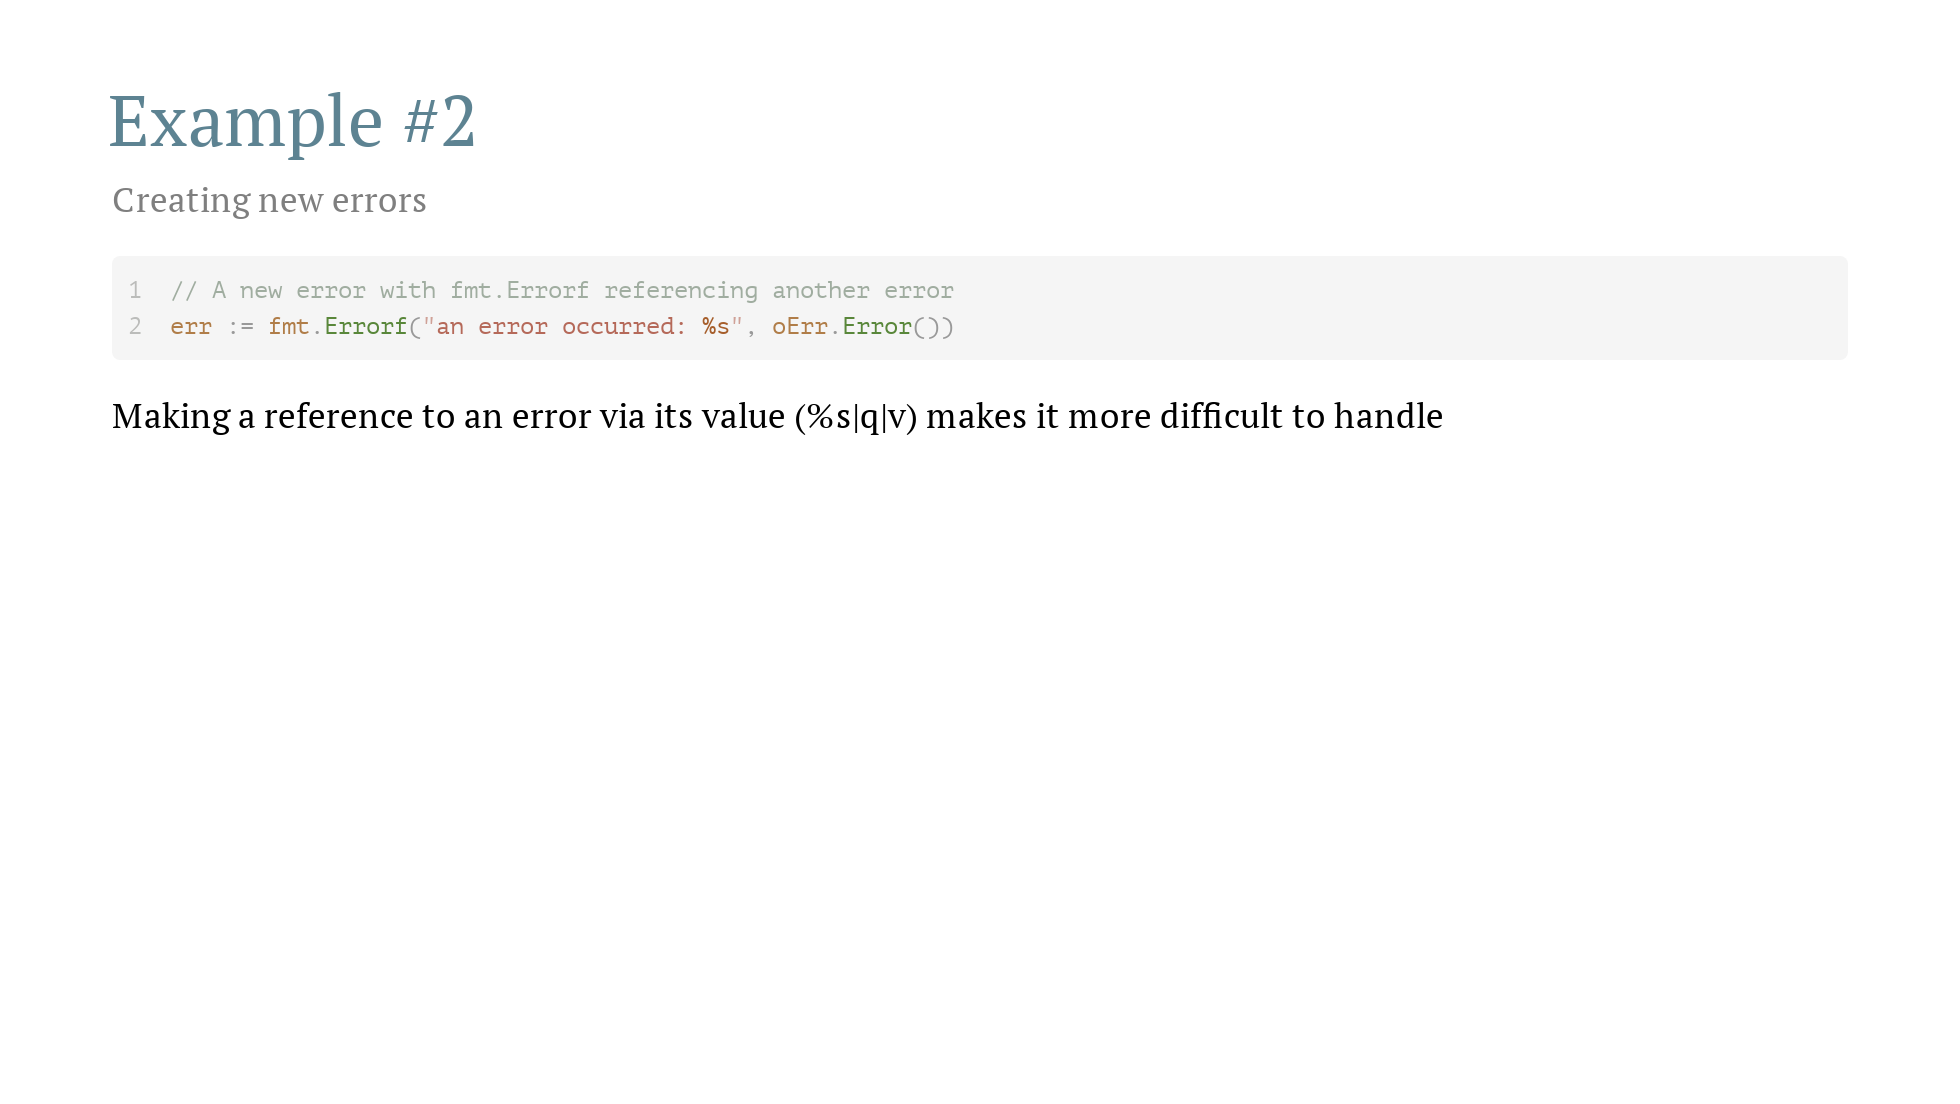 Example #2
Creating new errors
1 // A new error with fmt.Errorf referencing another error
2 err := fmt.Errorf("an error occurred: %s", oErr.Error())
Making a reference to an error via its value (%s|q|v) makes it more difficult to handle